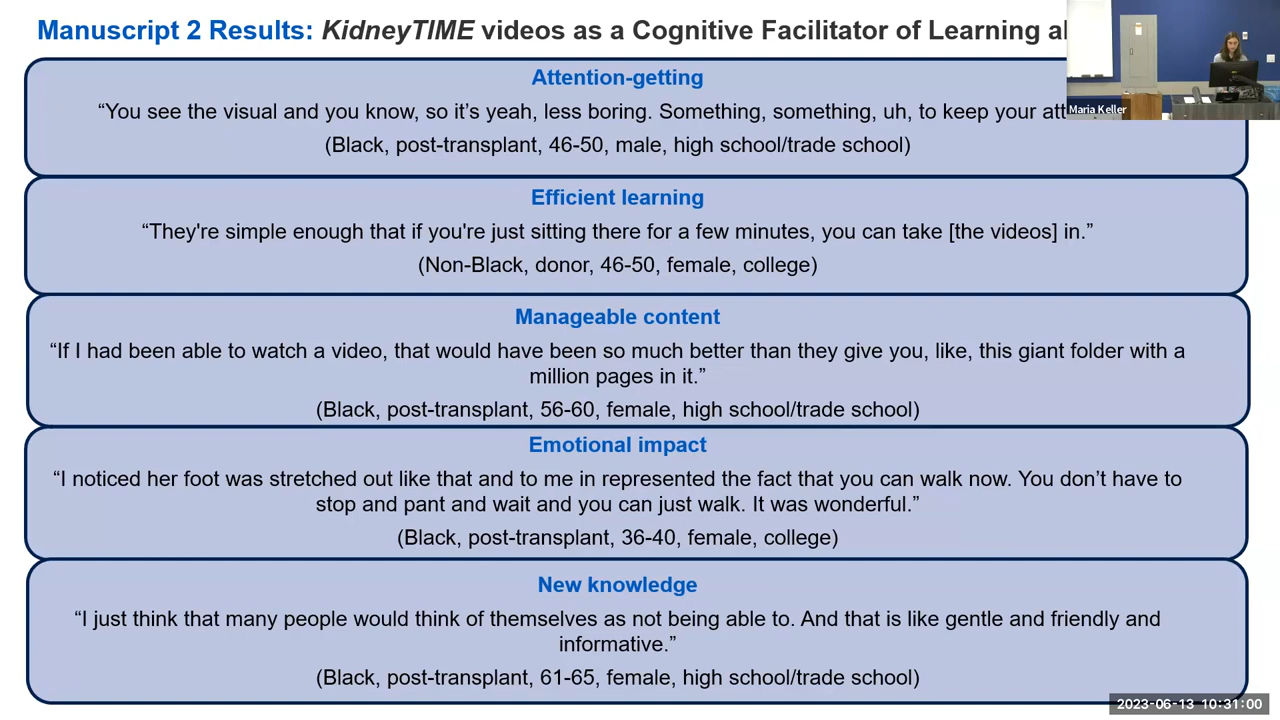 Manuscript 2 Results: KidneyTIME videos as a Cognitive Facilitator of Learning
Maria Keller
Attention-getting
“You see the visual and you know, so it’s yeah, less boring. Something, something, uh, to keep your
(Black, post-transplant, 46-50, male, high school/trade school)
Efficient learning
“They're simple enough that if you're just sitting there for a few minutes, you can take [the videos] in.”
(Non-Black, donor, 46-50, female, college)
Manageable content
“If I had been able to watch a video, that would have been so much better than they give you, like, this giant folder with a
million pages in it.”
(Black, post-transplant, 56-60, female, high school/trade school)
Emotional impact
“I noticed her foot was stretched out like that and to me in represented the fact that you can walk now. You don’t have to
stop and pant and wait and you can just walk. It was wonderful.”
(Black, post-transplant, 36-40, female, college)
New knowledge
“I just think that many people would think of themselves as not being able to. And that is like gentle and friendly and
informative.”
(Black, post-transplant, 61-65, female, high school/trade school)
2023-06-13 10:31:00